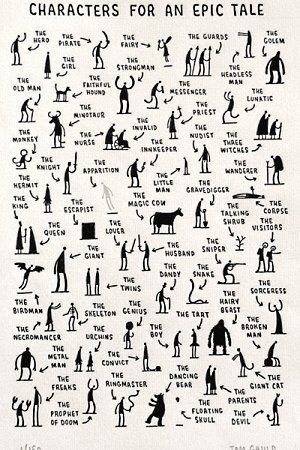 CHARACTERS FOR AN EPIC TALE
THE HERO
THE PIRATE
THE FAIRY
THE GUARDS
THE GOLEM
THE GIRL
THE STRONGMAN
THE OLD MAN
THE FAITHFUL HOUND
THE MESSENGER
THE HEADLESS MAN
THE LUNATIC
THE MINOTAUR
THE PRIEST
THE MONKEY
THE NURSE
THE INVALID
THE NUDIST
THE INNKEEPER
THE THREE WITCHES
THE KNIGHT
THE APPARITION
THE WANDERER
THE HERMIT
THE LITTLE MAN
THE GRAVEDIGGER
THE KING
THE ESCAPIST
THE MAGIC COW
THE TALKING SHRUB
THE CORPSE
THE VISITORS
THE QUEEN
THE LOVER
THE HUSBAND
THE SNIPER
THE GIANT
THE TWINS
THE DANDY
THE SNAKE
THE SORCERESS
THE BIRDMAN
THE SKELETON
THE GENIUS
THE TART
THE HAIRY BEAST
THE BROKEN MAN
THE NECROMANCER
THE URCHINS
THE BOY
THE METAL MAN
THE CONVICT
THE DANCING BEAR
THE GIANT CAT
THE FREAKS
THE RINGMASTER
THE PARENTS
THE PROPHET OF DOOM
THE FLOATING SKULL
THE DEVIL